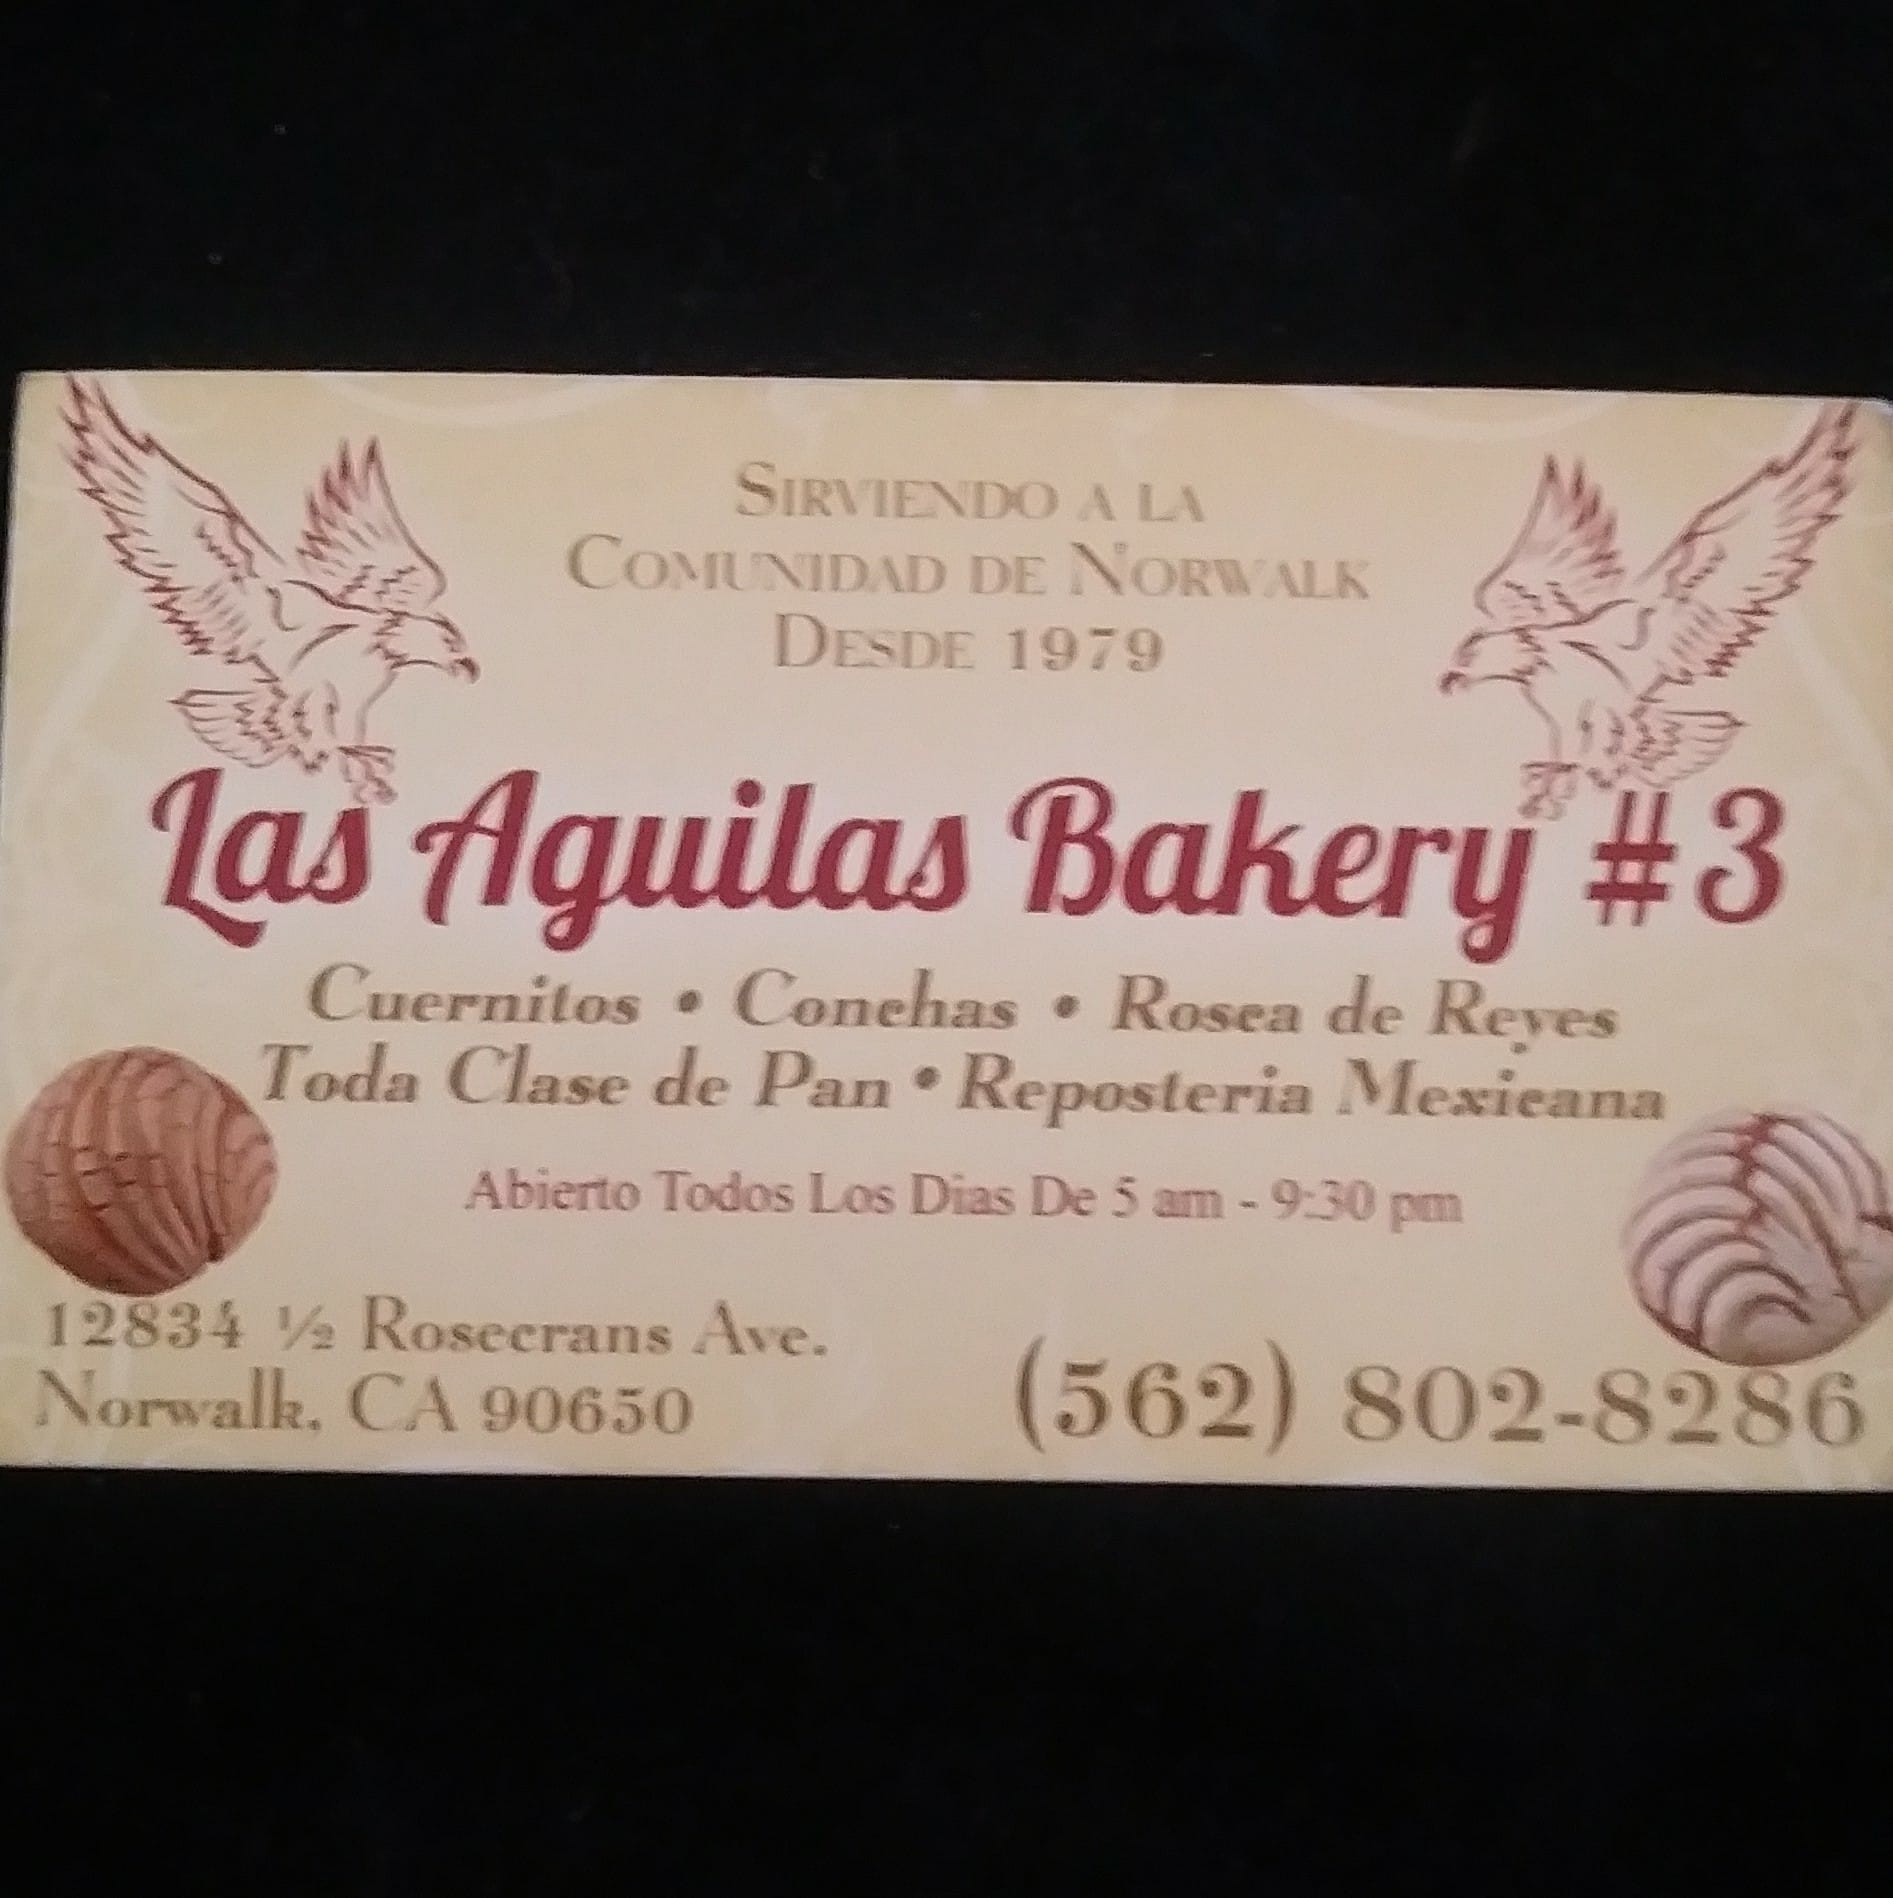 Sirviendo a la
Comunidad de Norwalk
Desde 1979
Las Aguilas Bakery #3
Cuernitos • Conchas • Rosca de Reyes
Toda Clase de Pan • Reposteria Mexicana
Abierto Todos Los Dias De 5 am - 9:30 pm
12834 ½ Rosecrans Ave.
Norwalk, CA 90650
(562) 802-8286